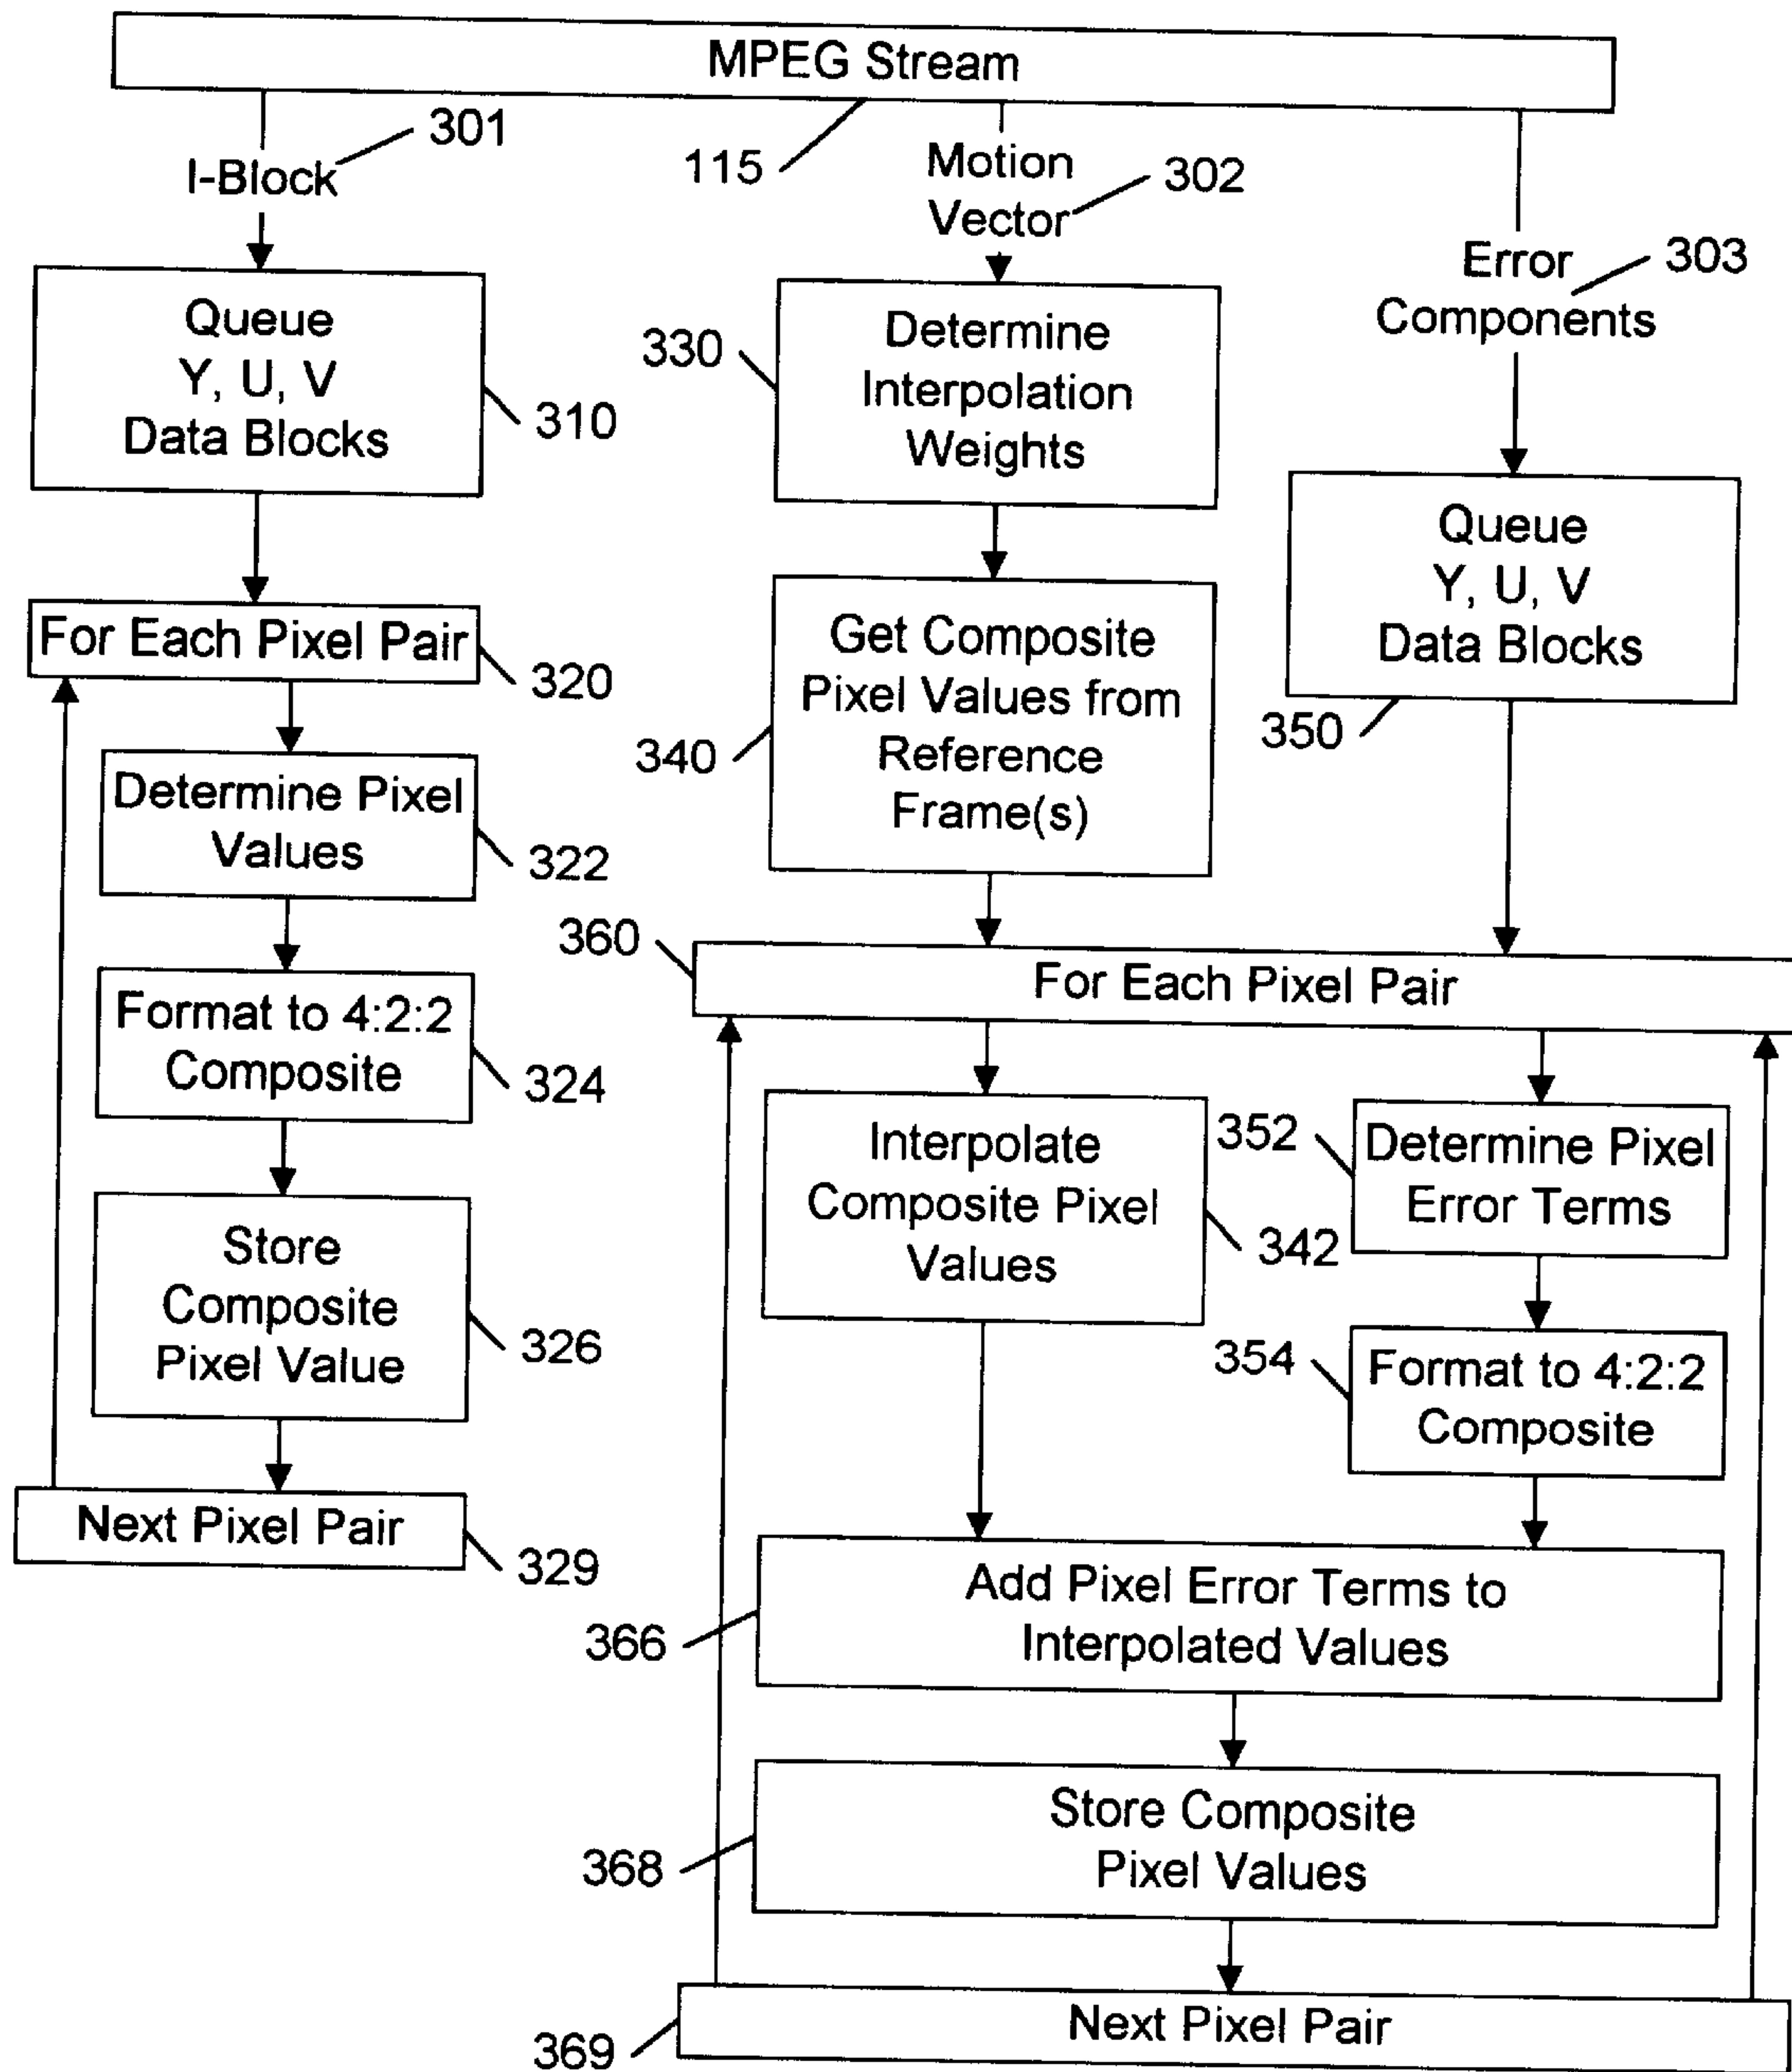 MPEG Stream
115
I-Block
301
Queue
Y, U, V
Data Blocks
310
For Each Pixel Pair
320
Determine Pixel
Values
322
Format to 4:2:2
Composite
324
Store
Composite
Pixel Value
326
Next Pixel Pair
329
Motion
Vector
302
330
Determine
Interpolation
Weights
340
Get Composite
Pixel Values from
Reference
Frame(s)
Error
Components
303
Queue
Y, U, V
Data Blocks
350
360
For Each Pixel Pair
Interpolate
Composite Pixel
Values
342
352
Determine Pixel
Error Terms
354
Format to 4:2:2
Composite
366
Add Pixel Error Terms to
Interpolated Values
368
Store Composite
Pixel Values
369
Next Pixel Pair